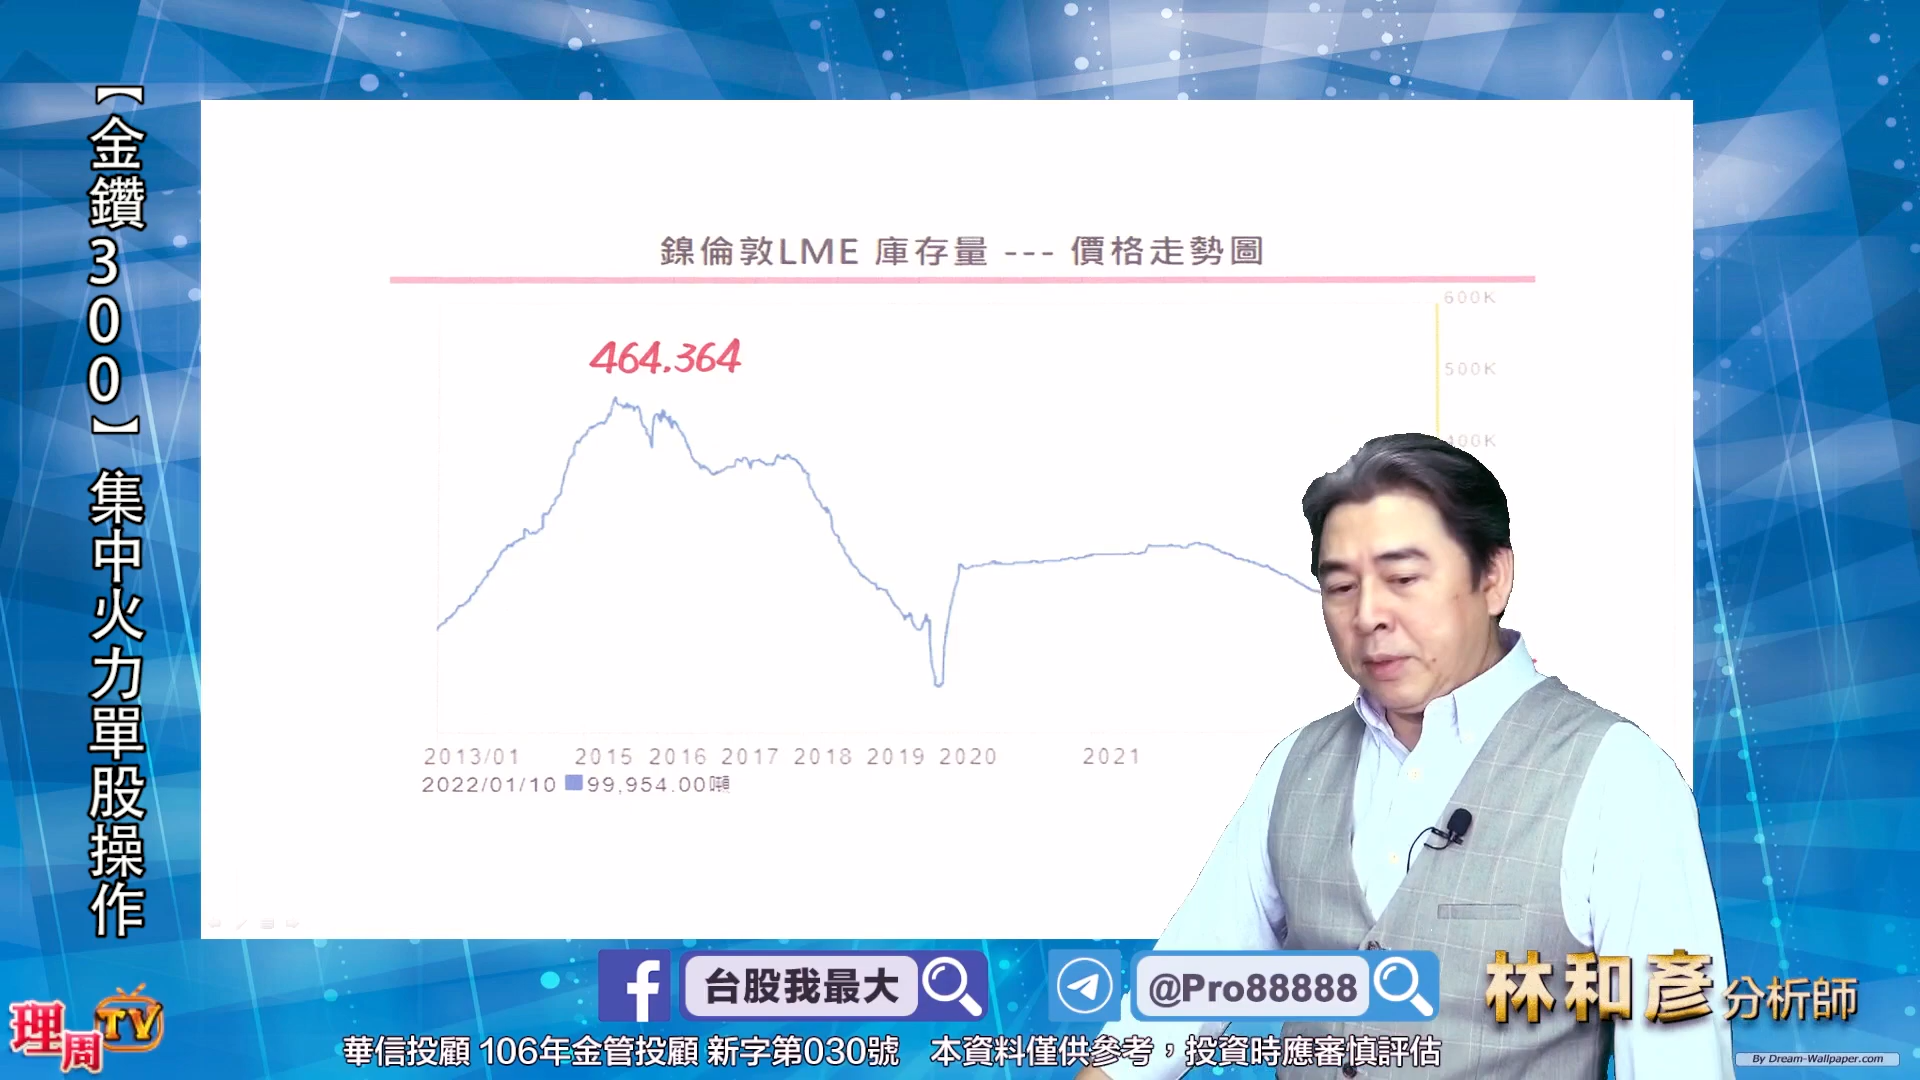 【金鑽300】集中火力單股操作
鎳倫敦LME 庫存量 --- 價格走勢圖
600K
464.364
500K
400K
2013/01 2015 2016 2017 2018 2019 2020 2021
2022/01/10 99,954.00噸
台股我最大
@Pro88888
林和彥分析師
理周TV
華信投顧 106年金管投顧 新字第030號 本資料僅供參考，投資時應審慎評估
By Dream-Wallpaper.com